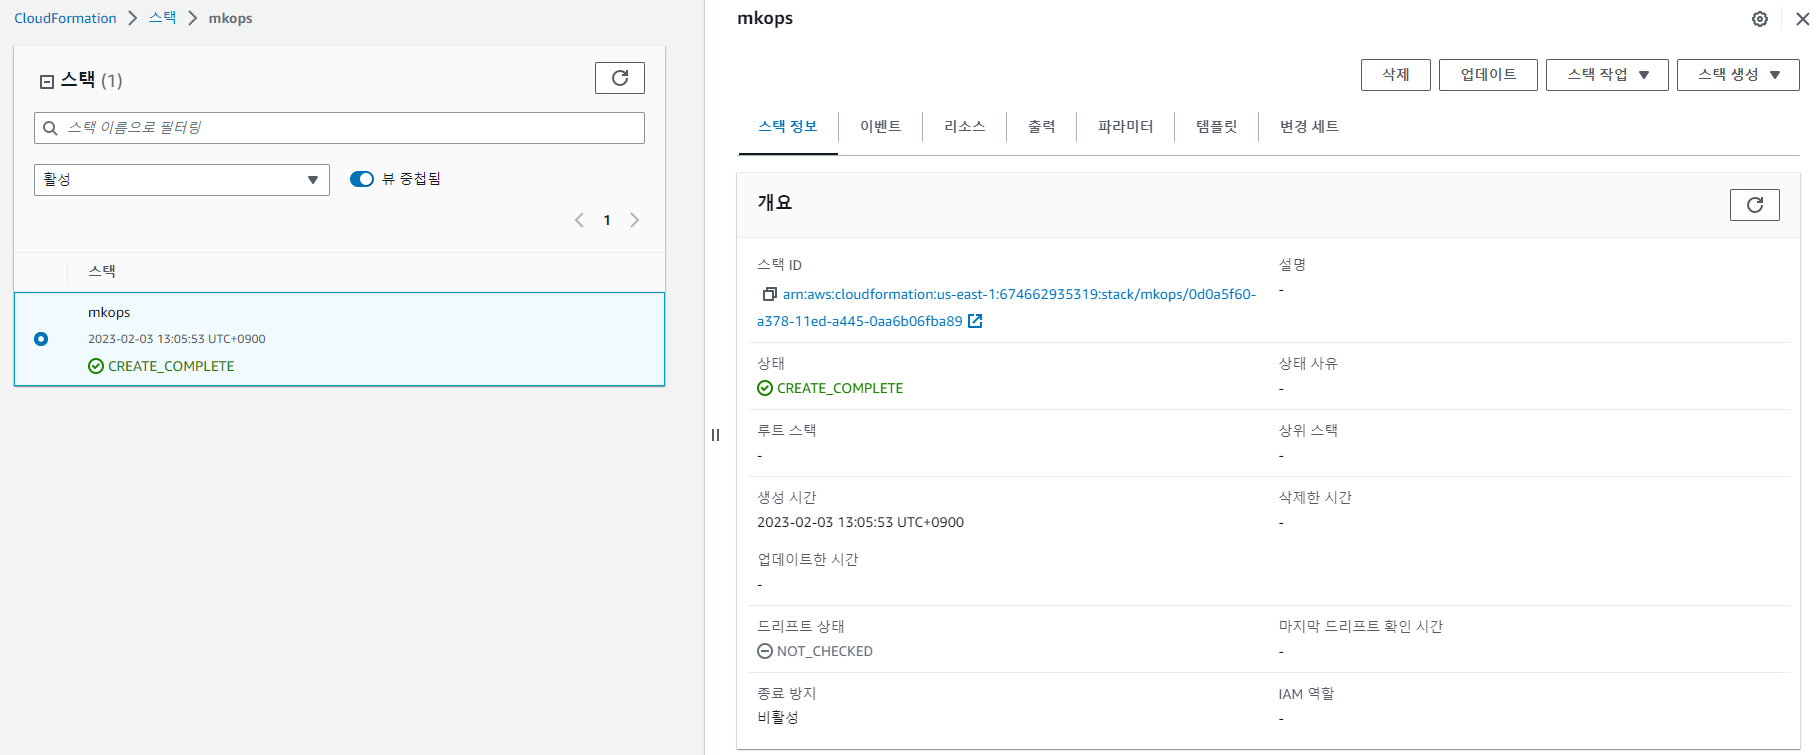 CloudFormation > 스택 > mkops
스택 (1)
스택 이름으로 필터링
활성
뷰 중첩됨
1
스택
mkops
2023-02-03 13:05:53 UTC+0900
CREATE_COMPLETE
mkops
삭제 업데이트 스택 작업 스택 생성
스택 정보 이벤트 리소스 출력 파라미터 템플릿 변경 세트
개요
스택 ID
arn:aws:cloudformation:us-east-1:674662935319:stack/mkops/0d0a5f60-
a378-11ed-a445-0aa6b06fba89
설명
-
상태
CREATE_COMPLETE
상태 사유
-
루트 스택
-
상위 스택
-
생성 시간
2023-02-03 13:05:53 UTC+0900
삭제한 시간
-
업데이트한 시간
-
드리프트 상태
NOT_CHECKED
마지막 드리프트 확인 시간
-
종료 방지
비활성
IAM 역할
-